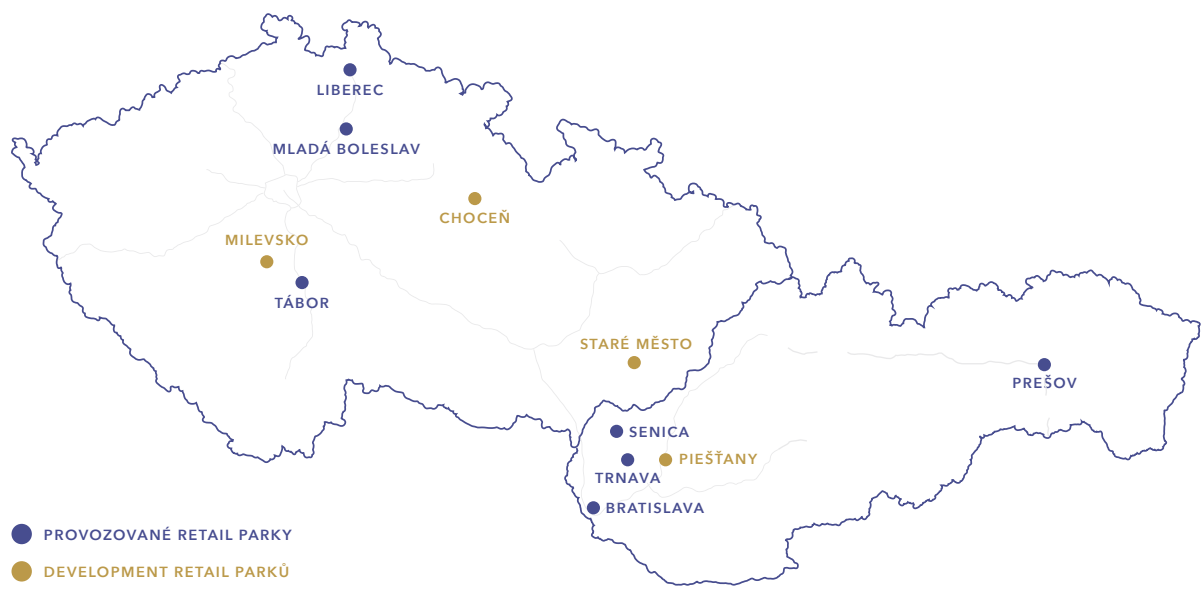 LIBEREC
MLADÁ BOLESLAV
CHOCEŇ
MILEVSKO
TÁBOR
STARÉ MĚSTO
PREŠOV
SENICA
PIEŠŤANY
TRNAVA
BRATISLAVA
PROVOZOVANÉ RETAIL PARKY
DEVELOPMENT RETAIL PARKŮ